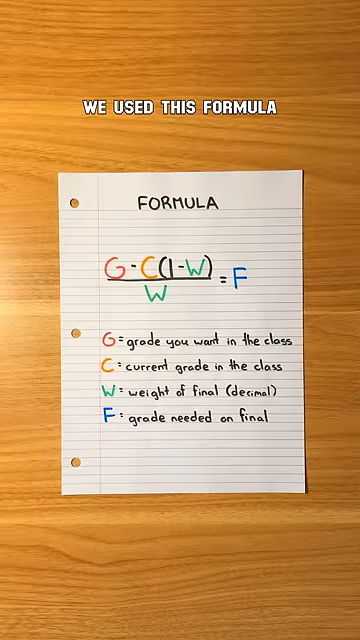 WE USED THIS FORMULA
FORMULA
G - C(1-W)
W
= F
G = grade you want in the class
C = current grade in the class
W = weight of final (decimal)
F = grade needed on final